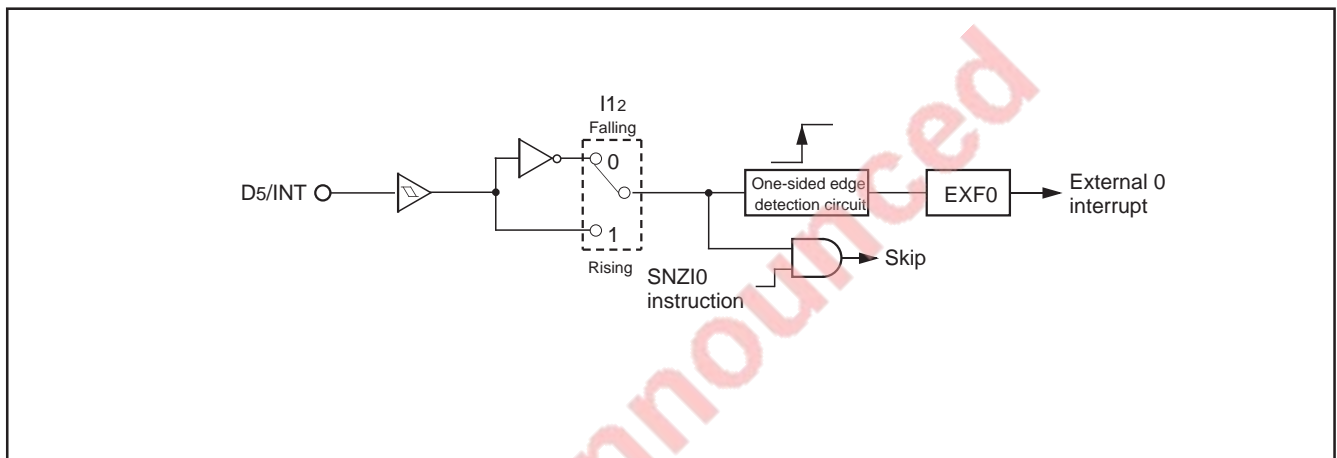 I12
Falling
0
D5/INT
1
Rising
One-sided edge
detection circuit
EXF0
External 0
interrupt
Skip
SNZI0
instruction
nnounced